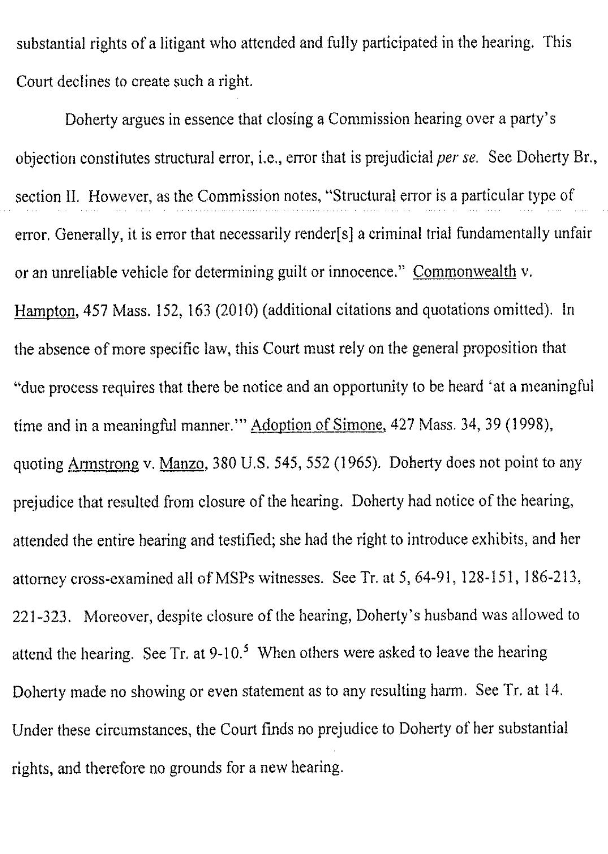 substantial rights of a litigant who attended and fully participated in the hearing. This
Court declines to create such a right.
Doherty argues in essence that closing a Commission hearing over a party's
objection constitutes structural error, i.e., error that is prejudicial per se. See Doherty Br.,
section II. However, as the Commission notes, “Structural error is a particular type of
error. Generally, it is error that necessarily render[s] a criminal trial fundamentally unfair
or an unreliable vehicle for determining guilt or innocence.” Commonwealth v.
Hampton, 457 Mass. 152, 163 (2010) (additional citations and quotations omitted). In
the absence of more specific law, this Court must rely on the general proposition that
“due process requires that there be notice and an opportunity to be heard ‘at a meaningful
time and in a meaningful manner.’” Adoption of Simone, 427 Mass. 34, 39 (1998),
quoting Armstrong v. Manzo, 380 U.S. 545, 552 (1965). Doherty does not point to any
prejudice that resulted from closure of the hearing. Doherty had notice of the hearing,
attended the entire hearing and testified; she had the right to introduce exhibits, and her
attorney cross-examined all of MSPs witnesses. See Tr. at 5, 64-91, 128-151, 186-213,
221-323. Moreover, despite closure of the hearing, Doherty's husband was allowed to
attend the hearing. See Tr. at 9-10.5 When others were asked to leave the hearing
Doherty made no showing or even statement as to any resulting harm. See Tr. at 14.
Under these circumstances, the Court finds no prejudice to Doherty of her substantial
rights, and therefore no grounds for a new hearing.